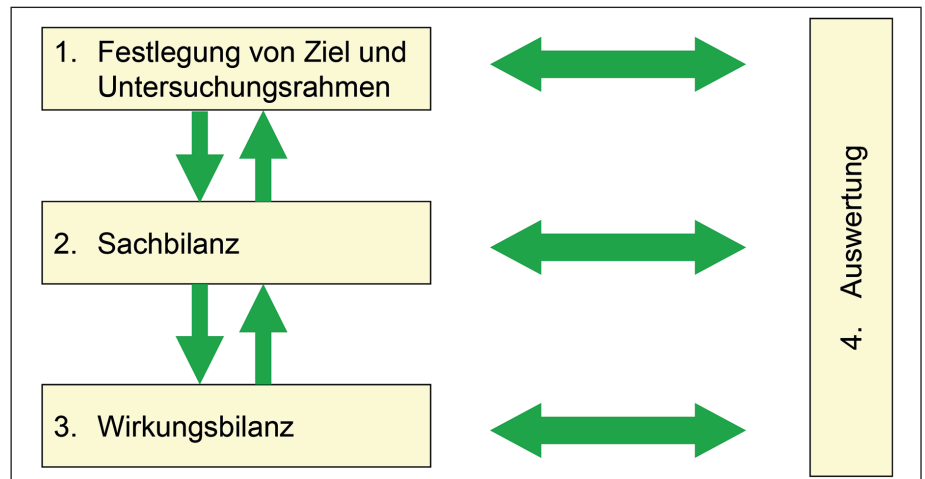 1. Festlegung von Ziel und
Untersuchungsrahmen
2. Sachbilanz
3. Wirkungsbilanz
4. Auswertung